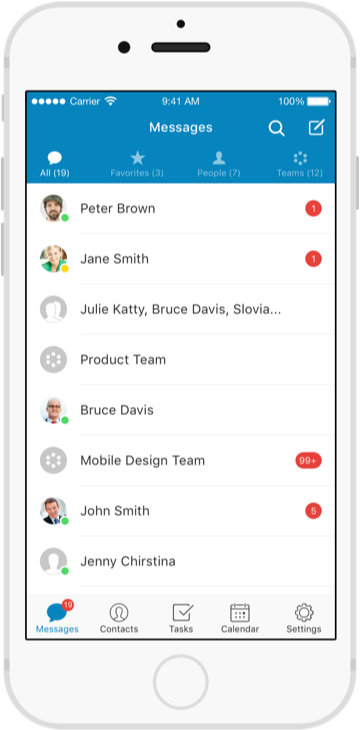 Carrier 9:41 AM 100%
Messages
All (19) Favorites (3) People (7) Teams (12)
Peter Brown 1
Jane Smith 1
Julie Katty, Bruce Davis, Slovia...
Product Team
Bruce Davis
Mobile Design Team 99+
John Smith 5
Jenny Chirstina
19
Messages Contacts Tasks Calendar Settings